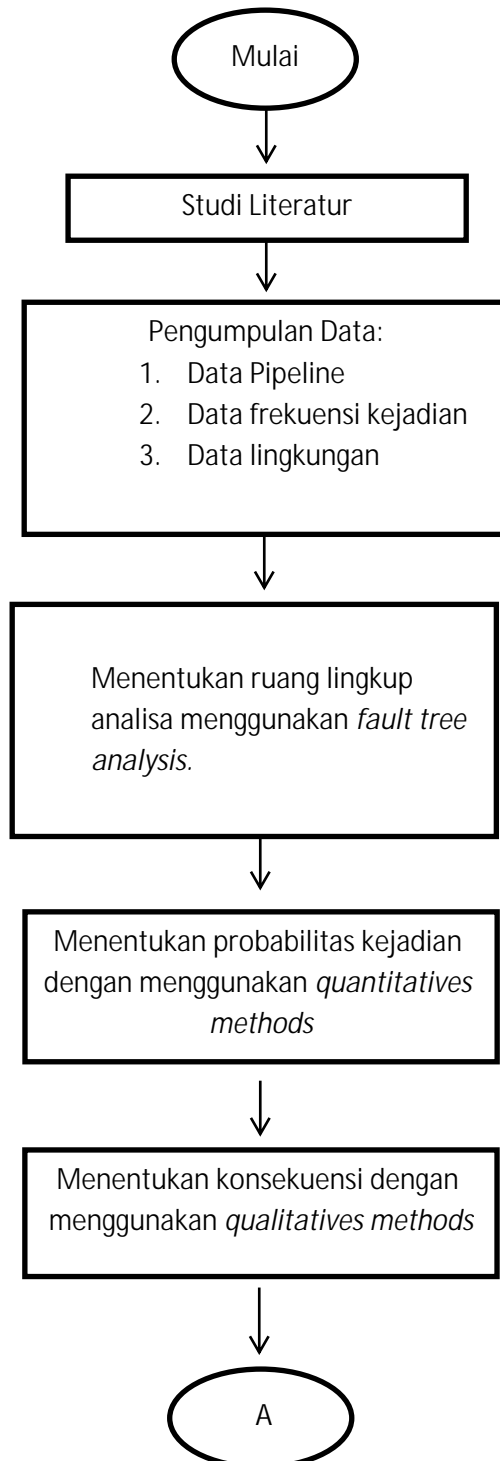 Mulai
Studi Literatur
Pengumpulan Data:
1. Data Pipeline
2. Data frekuensi kejadian
3. Data lingkungan
Menentukan ruang lingkup
analisa menggunakan fault tree
analysis.
Menentukan probabilitas kejadian
dengan menggunakan quantitatives
methods
Menentukan konsekuensi dengan
menggunakan qualitatives methods
A